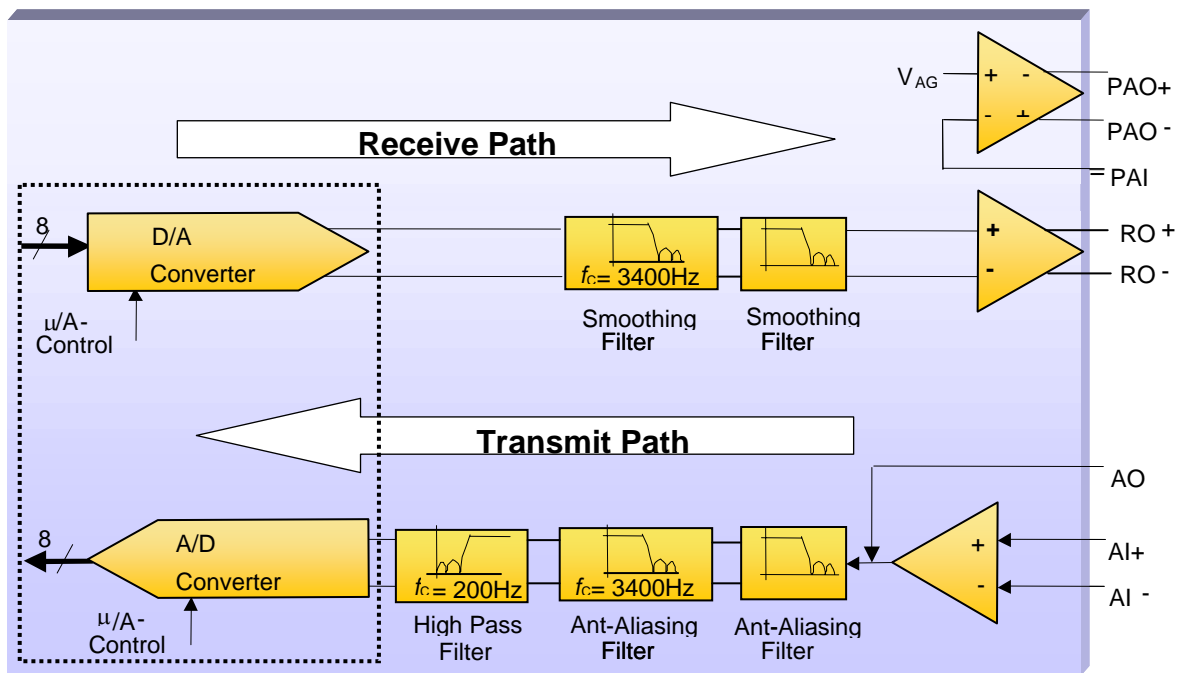 V AG
+ -
- +
PAO+
PAO -
PAI
Receive Path
8
D/A
Converter
μ/A-
Control
fc= 3400Hz
Smoothing
Filter
Smoothing
Filter
+
-
RO +
RO -
Transmit Path
AO
8
A/D
Converter
μ/A-
Control
fc = 200Hz
High Pass
Filter
fc = 3400Hz
Ant-Aliasing
Filter
Ant-Aliasing
Filter
+
-
AI+
AI -